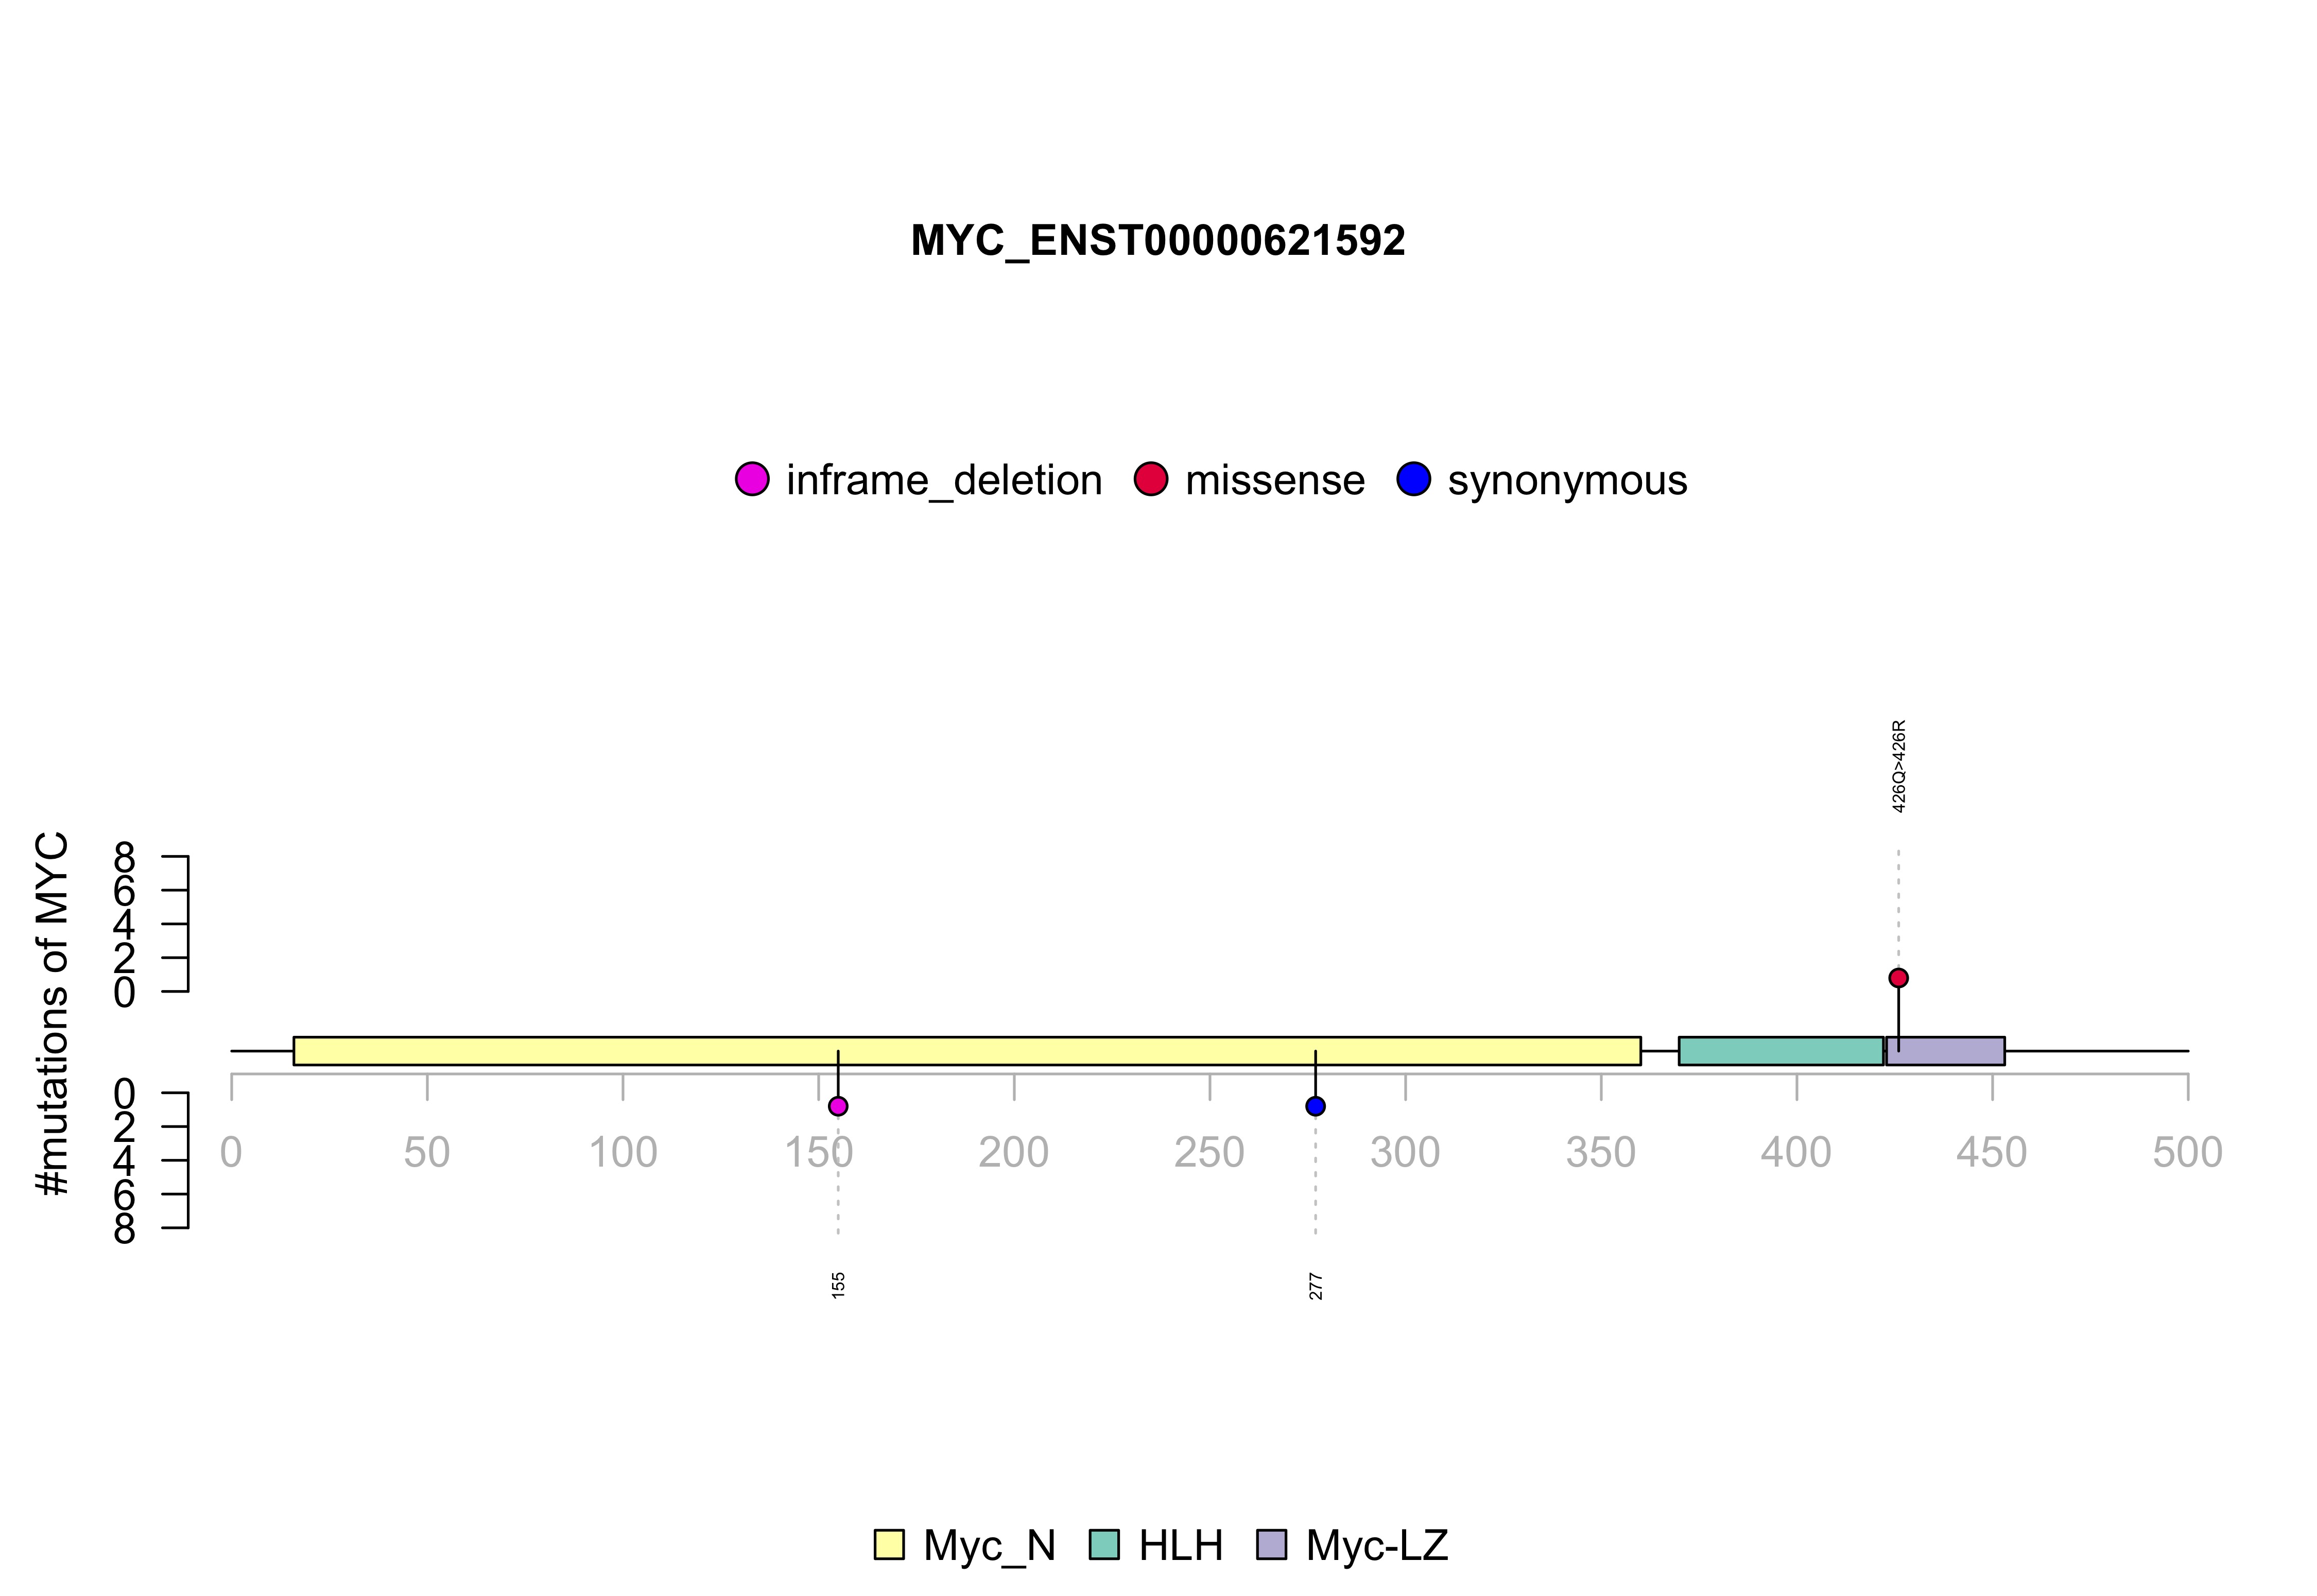 MYC_ENST00000621592
inframe_deletion missense synonymous
426Q>426R
#mutations of MYC
8
6
4
2
0
0
2
4
6
8
0 50 100 150 200 250 300 350 400 450 500
155 277
Myc_N HLH Myc-LZ